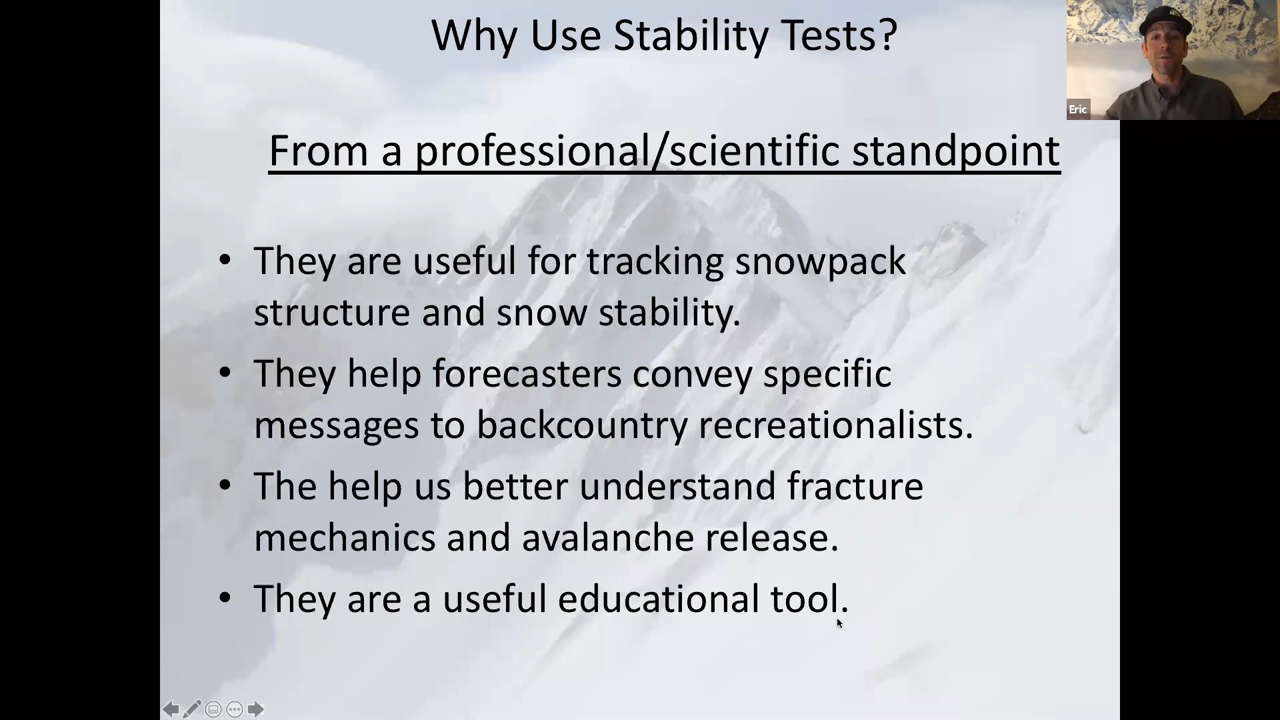 Why Use Stability Tests?
Eric
From a professional/scientific standpoint
• They are useful for tracking snowpack
structure and snow stability.
• They help forecasters convey specific
messages to backcountry recreationalists.
• The help us better understand fracture
mechanics and avalanche release.
• They are a useful educational tool.